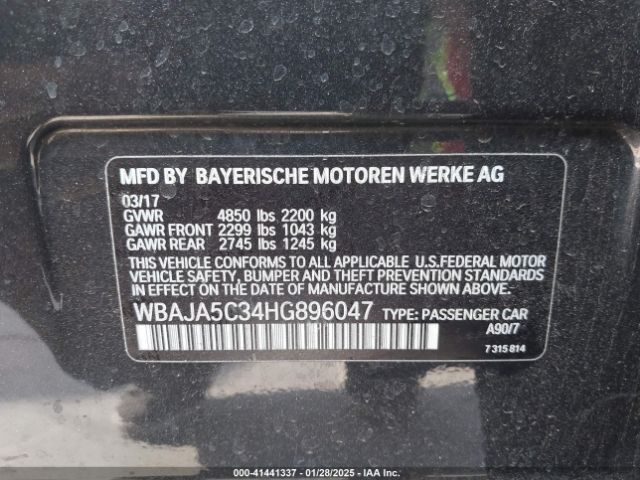 MFD BY BAYERISCHE MOTOREN WERKE AG
03/17
GVWR 4850 lbs 2200 kg
GAWR FRONT 2299 lbs 1043 kg
GAWR REAR 2745 lbs 1245 kg
THIS VEHICLE CONFORMS TO ALL APPLICABLE U.S.FEDERAL MOTOR
VEHICLE SAFETY, BUMPER AND THEFT PREVENTION STANDARDS
IN EFFECT ON THE DATE OF MANUFACTURE SHOWN ABOVE.
WBAJA5C34HG896047 TYPE: PASSENGER CAR
A90/7
7 315 814
000-41441337 - 01/28/2025 - IAA Inc.